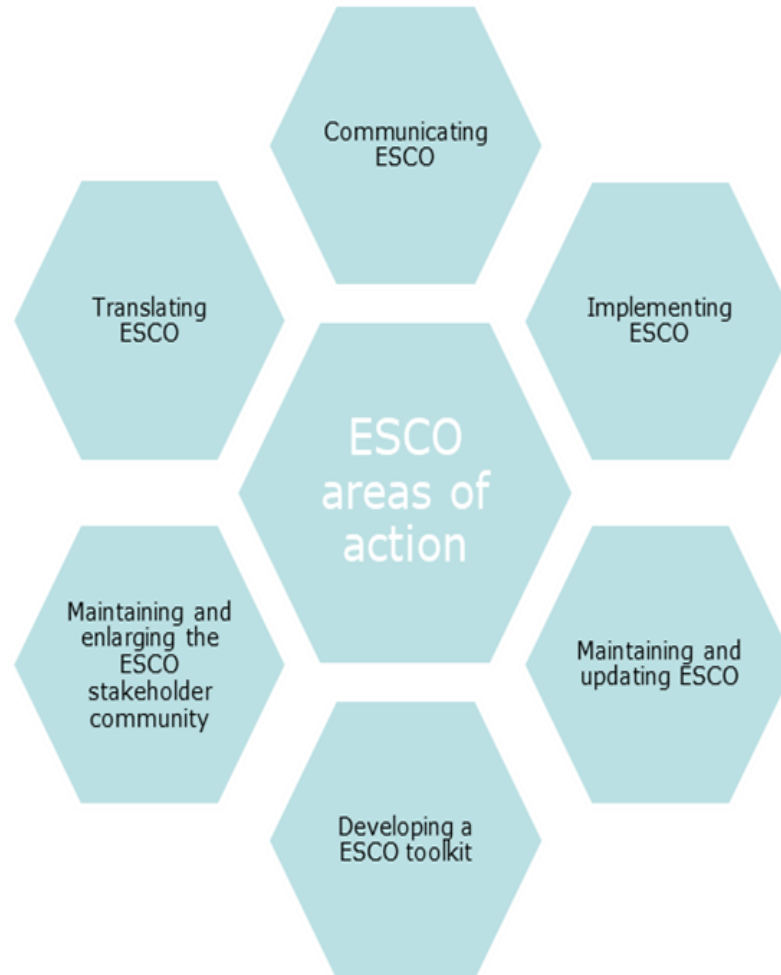 Communicating
ESCO
Translating
ESCO
Implementing
ESCO
ESCO
areas of
action
Maintaining and
enlarging the
ESCO
stakeholder
community
Maintaining and
updating ESCO
Developing a
ESCO toolkit